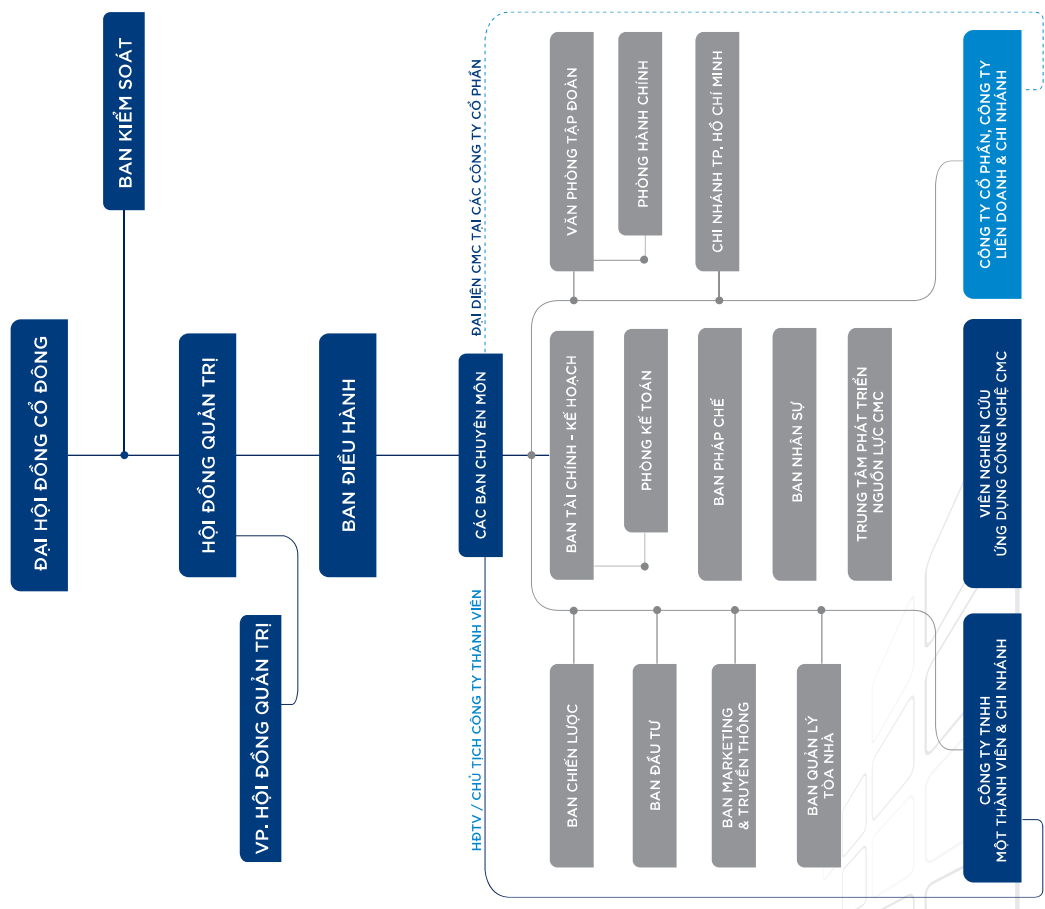 ĐẠI HỘI ĐỒNG CỔ ĐÔNG
BAN KIỂM SOÁT
HỘI ĐỒNG QUẢN TRỊ
VP. HỘI ĐỒNG QUẢN TRỊ
BAN ĐIỀU HÀNH
CÁC BAN CHUYÊN MÔN
HĐTV / CHỦ TỊCH CÔNG TY THÀNH VIÊN
ĐẠI DIỆN CMC TẠI CÁC CÔNG TY CỔ PHẦN
BAN CHIẾN LƯỢC
BAN ĐẦU TƯ
BAN MARKETING
& TRUYỀN THÔNG
BAN QUẢN LÝ
TÒA NHÀ
BAN TÀI CHÍNH - KẾ HOẠCH
PHÒNG KẾ TOÁN
BAN PHÁP CHẾ
BAN NHÂN SỰ
TRUNG TÂM PHÁT TRIỂN
NGUỒN LỰC CMC
VĂN PHÒNG TẬP ĐOÀN
PHÒNG HÀNH CHÍNH
CHI NHÁNH TP. HỒ CHÍ MINH
CÔNG TY TNHH
MỘT THÀNH VIÊN & CHI NHÁNH
VIỆN NGHIÊN CỨU
ỨNG DỤNG CÔNG NGHỆ CMC
CÔNG TY CỔ PHẦN, CÔNG TY
LIÊN DOANH & CHI NHÁNH